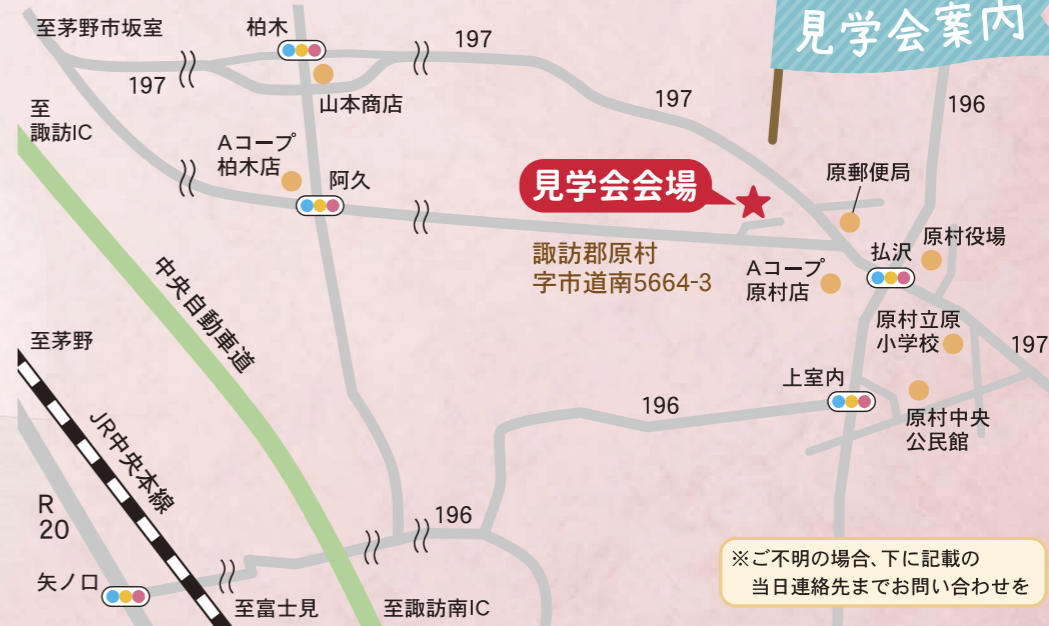 見学会案内
至茅野市坂室
柏木
197
197
山本商店
至
諏訪IC
197
196
Aコープ
柏木店
阿久
見学会会場
原郵便局
諏訪郡原村
字市道南5664-3
Aコープ
原村店
払沢
原村役場
中央自動車道
原村立原
小学校
197
至茅野
上室内
196
原村中央
公民館
JR中央本線
R
20
196
矢ノ口
至富士見
至諏訪南IC
※ご不明の場合、下に記載の
当日連絡先までお問い合わせを